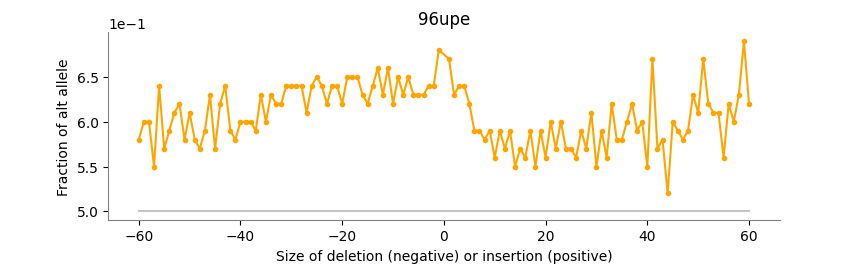 96upe
1e−1
Fraction of alt allele
6.5
6.0
5.5
5.0
−60 −40 −20 0 20 40 60
Size of deletion (negative) or insertion (positive)